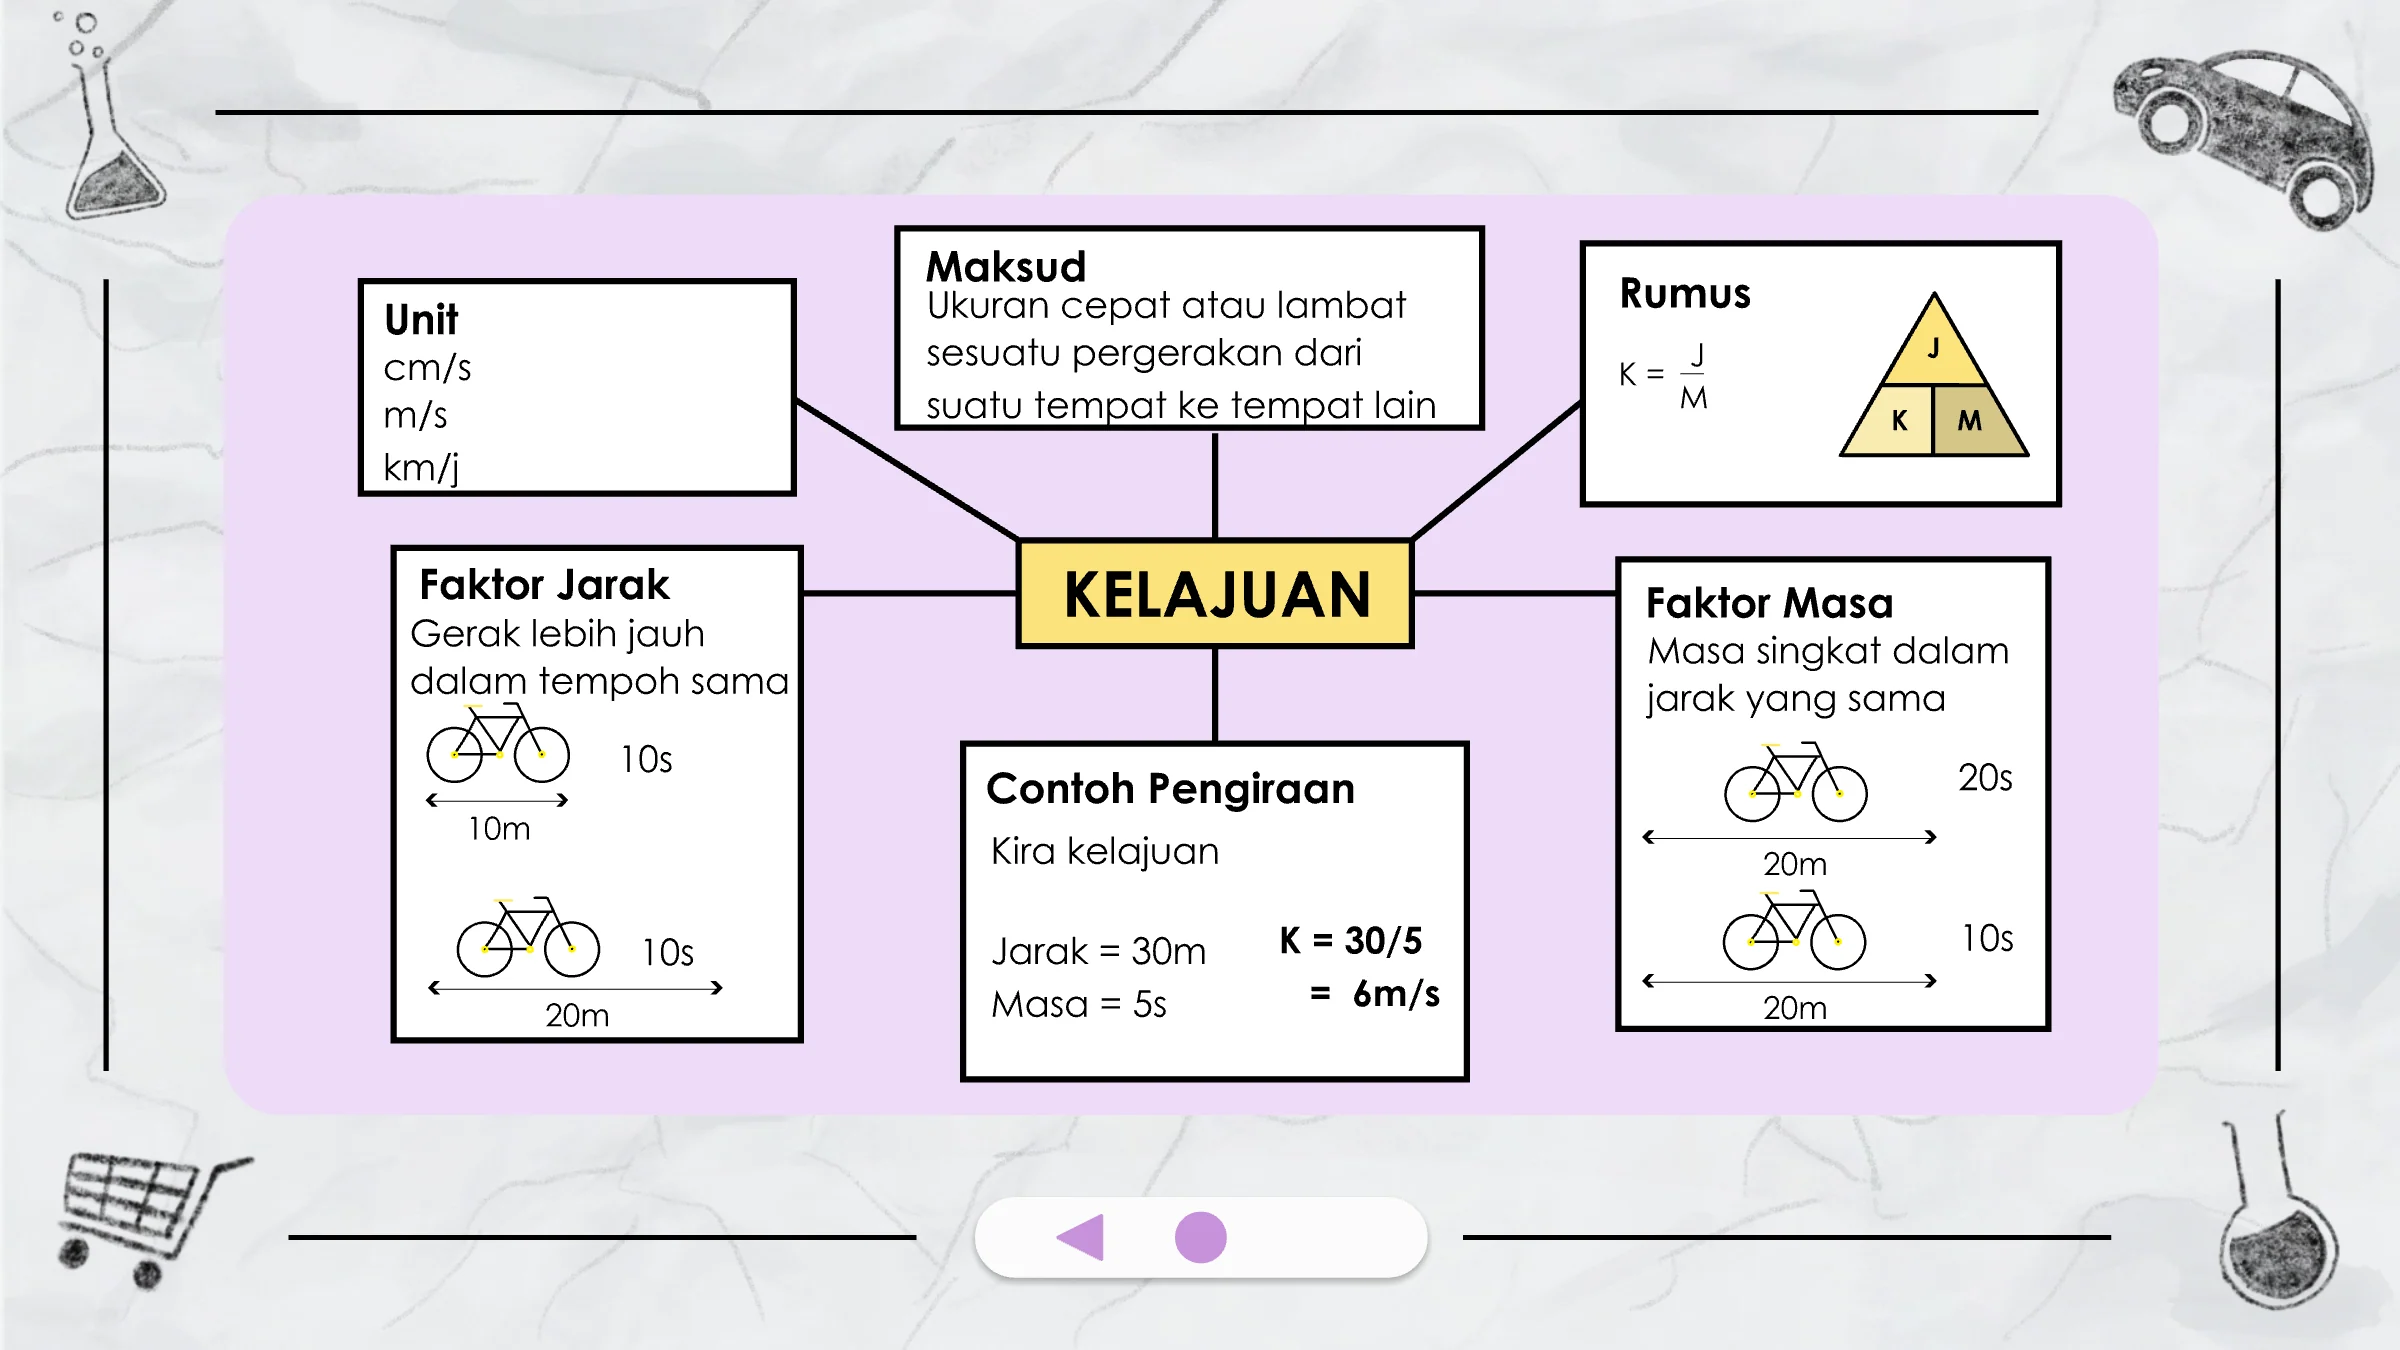 Unit
cm/s
m/s
km/j
Maksud
Ukuran cepat atau lambat
sesuatu pergerakan dari
suatu tempat ke tempat lain
Rumus
K = J
M
J
K M
KELAJUAN
Faktor Jarak
Gerak lebih jauh
dalam tempoh sama
10s
10m
10s
20m
Contoh Pengiraan
Kira kelajuan
Jarak = 30m
Masa = 5s
K = 30/5
= 6m/s
Faktor Masa
Masa singkat dalam
jarak yang sama
20s
20m
10s
20m